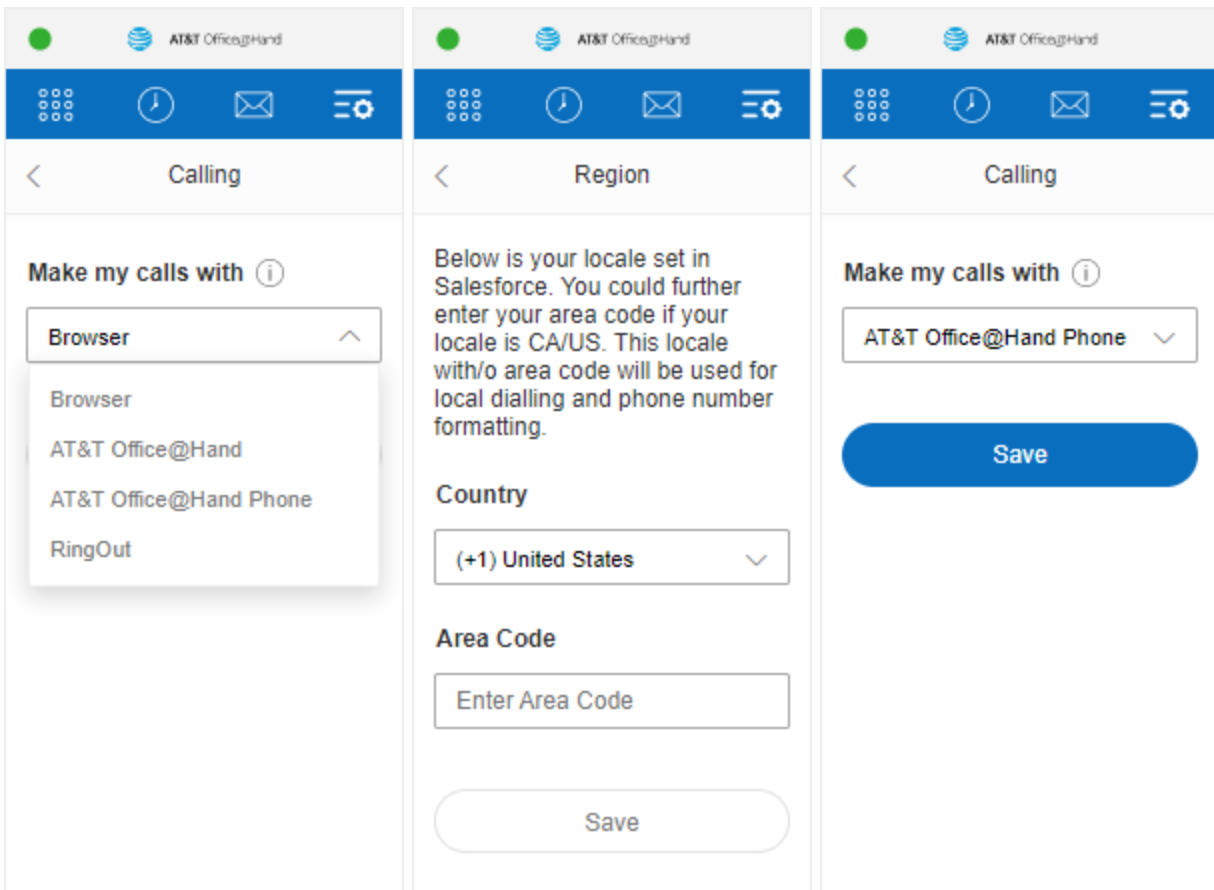 AT&T Office@Hand
Calling
Make my calls with
Browser
Browser
AT&T Office@Hand
AT&T Office@Hand Phone
RingOut
AT&T Office@Hand
Region
Below is your locale set in
Salesforce. You could further
enter your area code if your
locale is CA/US. This locale
with/o area code will be used for
local dialling and phone number
formatting.
Country
(+1) United States
Area Code
Enter Area Code
Save
AT&T Office@Hand
Calling
Make my calls with
AT&T Office@Hand Phone
Save